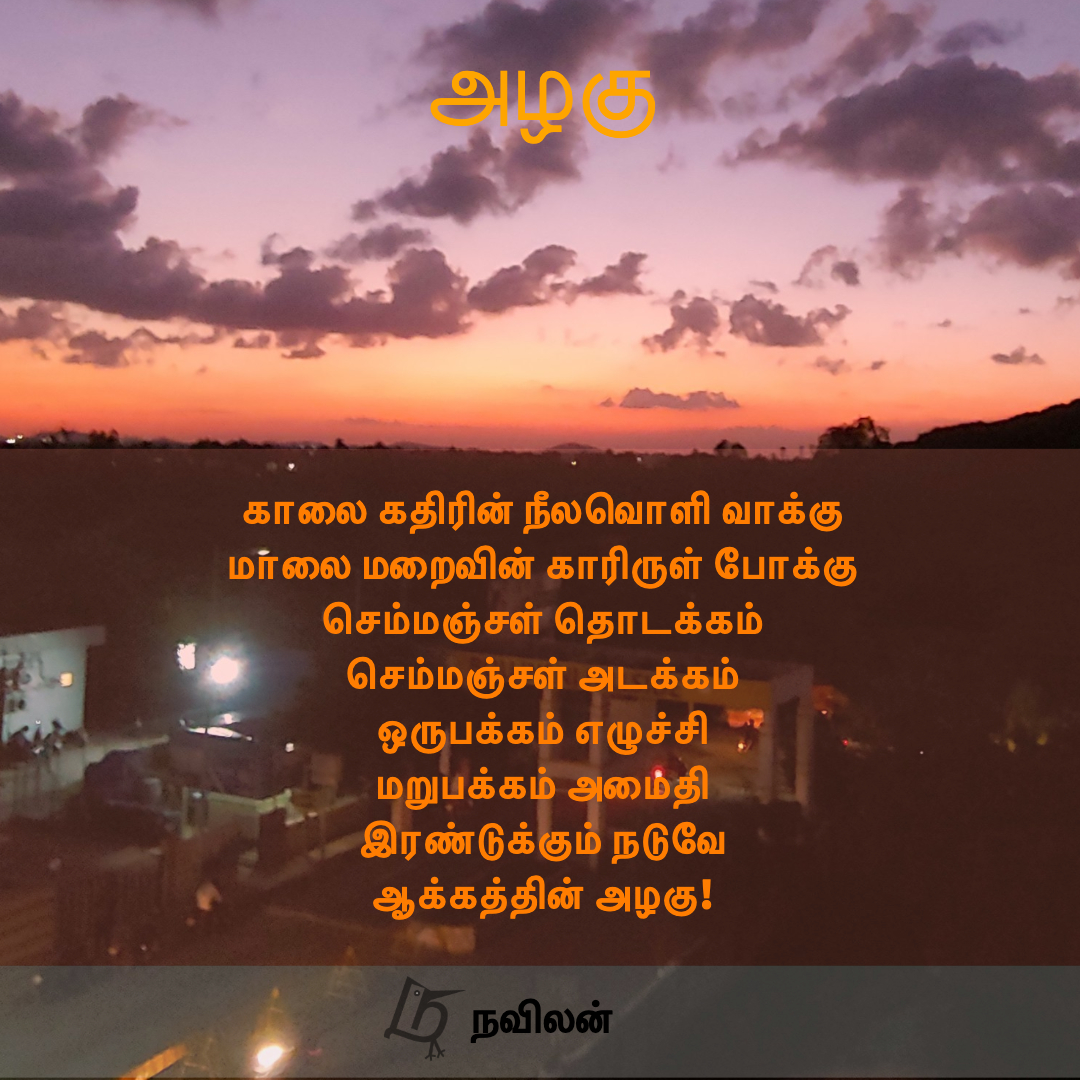 அழகு
காலை கதிரின் நீலவொளி வாக்கு
மாலை மறைவின் காரிருள் போக்கு
செம்மஞ்சள் தொடக்கம்
செம்மஞ்சள் அடக்கம்
ஒருபக்கம் எழுச்சி
மறுபக்கம் அமைதி
இரண்டுக்கும் நடுவே
ஆக்கத்தின் அழகு!
நவிலன்